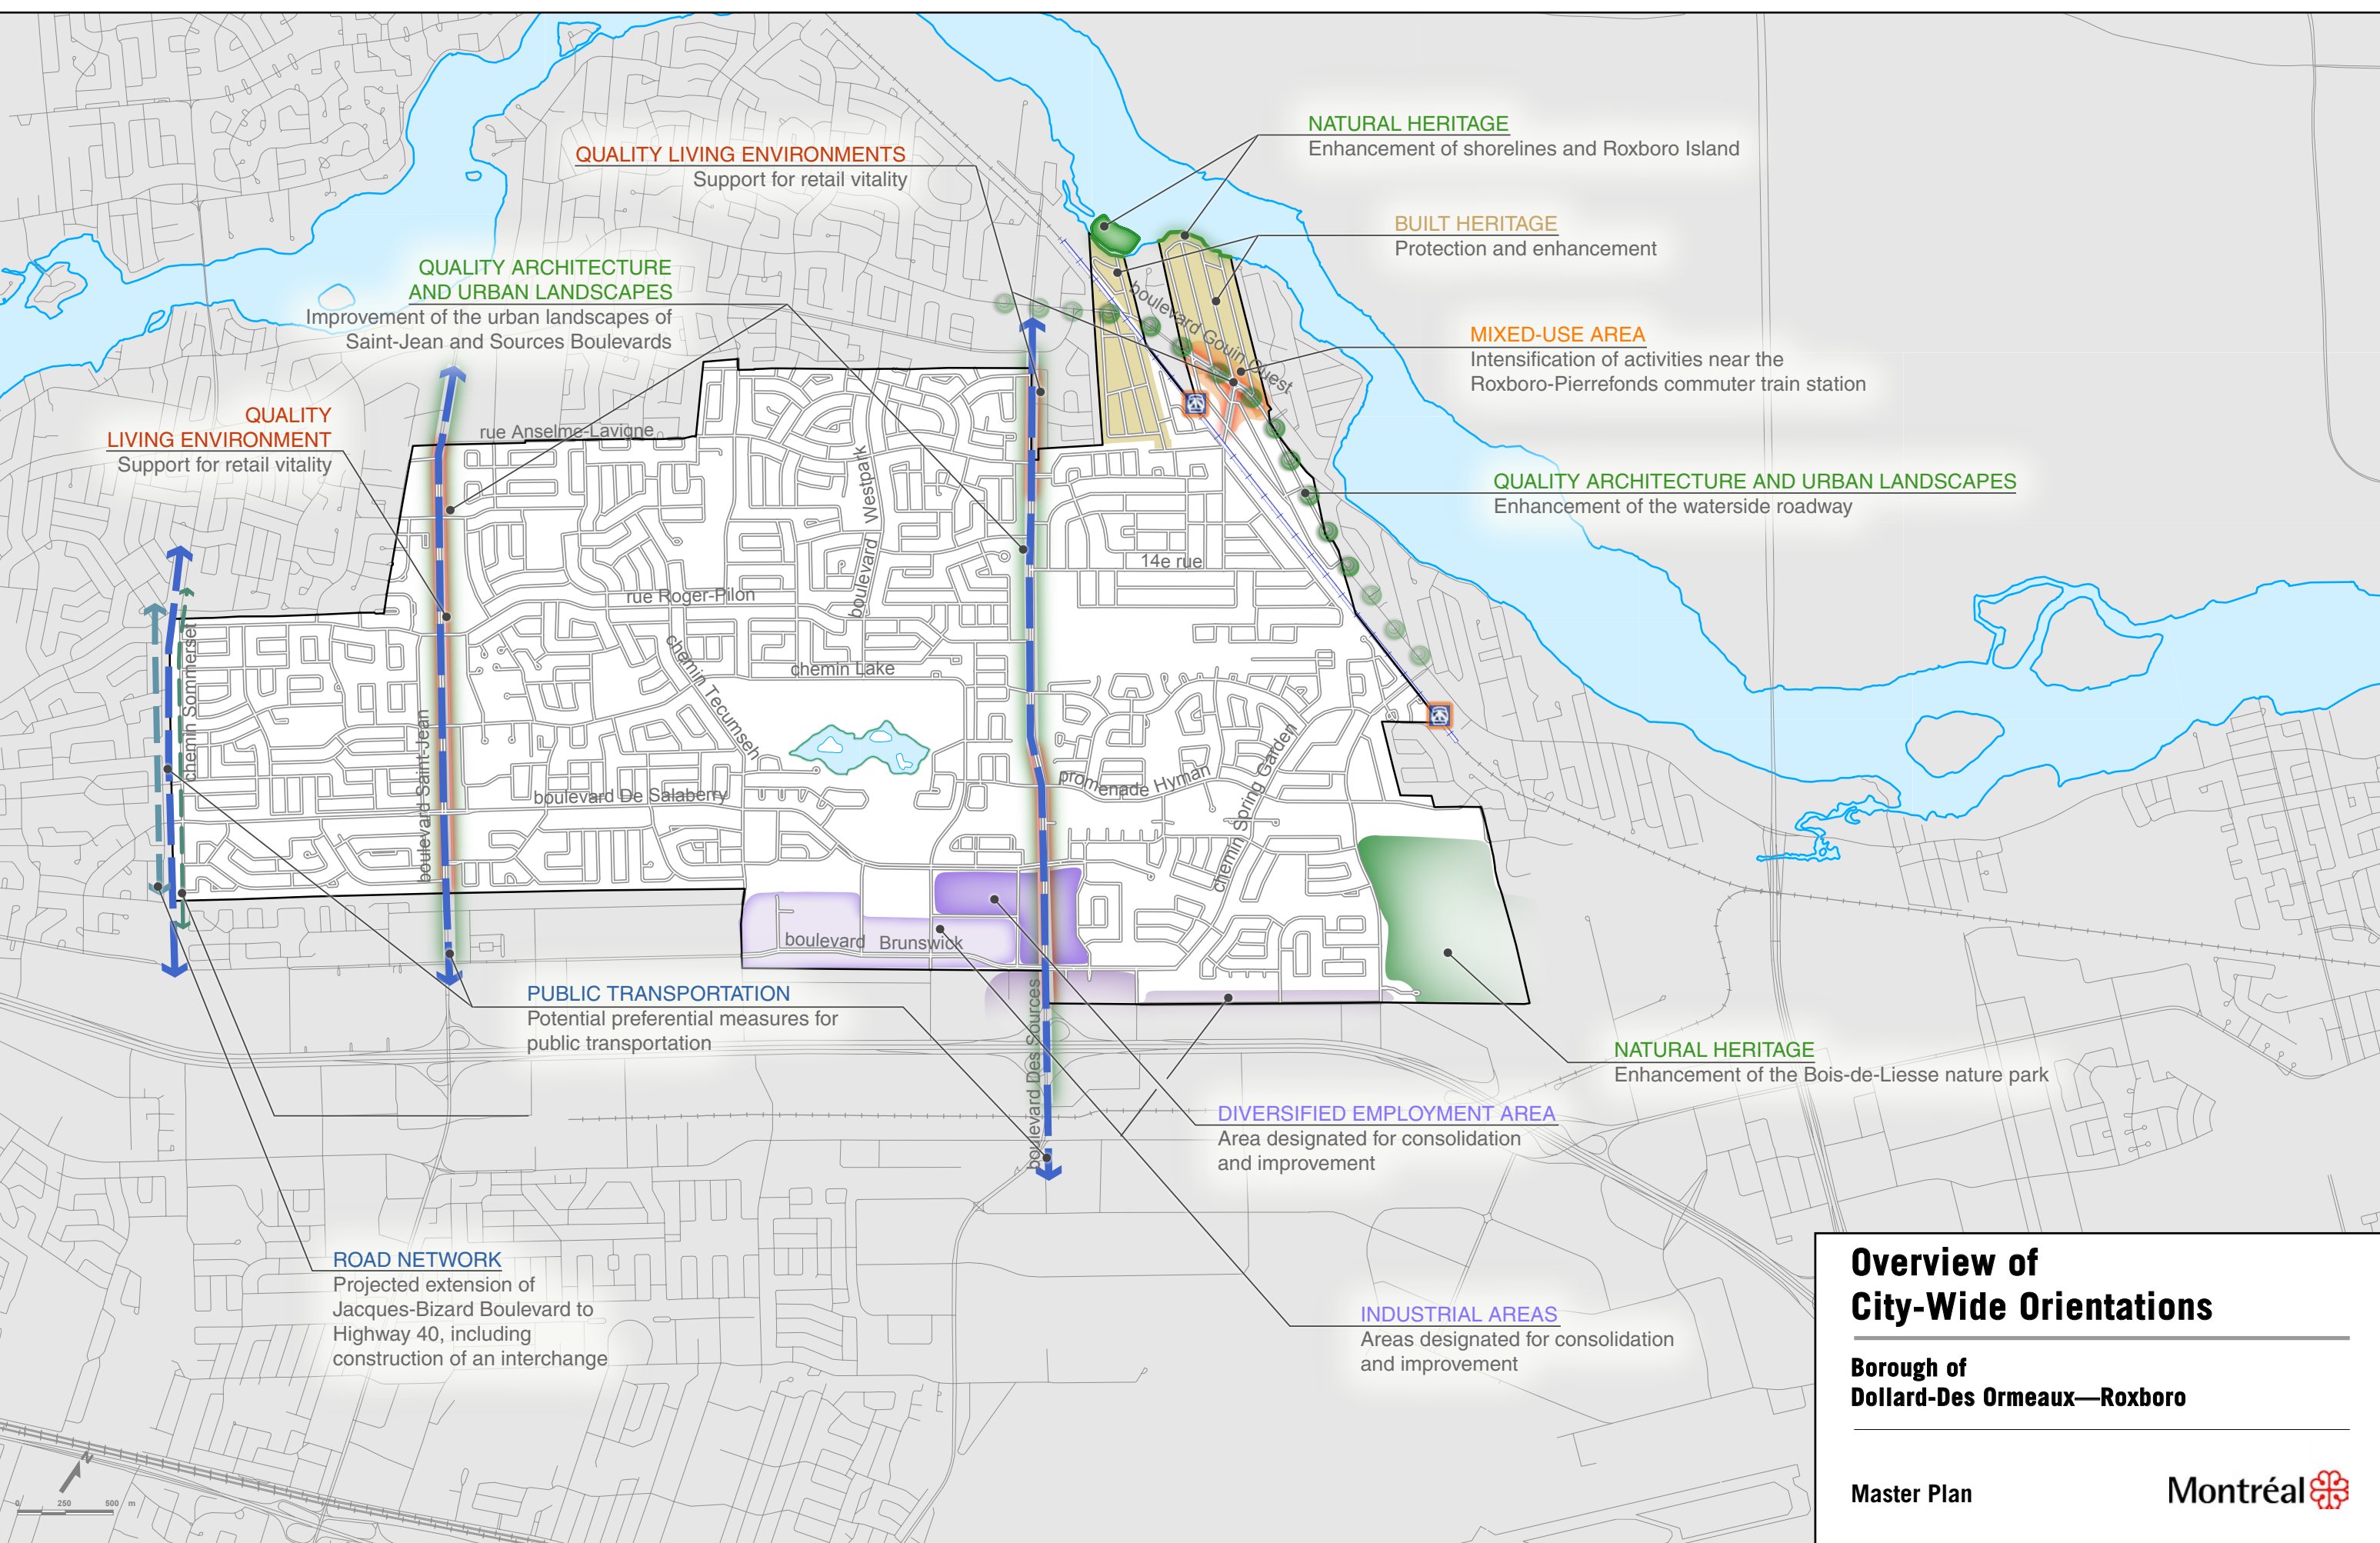 NATURAL HERITAGE
Enhancement of shorelines and Roxboro Island
QUALITY LIVING ENVIRONMENTS
Support for retail vitality
BUILT HERITAGE
Protection and enhancement
QUALITY ARCHITECTURE
AND URBAN LANDSCAPES
Improvement of the urban landscapes of
Saint-Jean and Sources Boulevards
boulevard Gouin Ouest
MIXED-USE AREA
Intensification of activities near the
Roxboro-Pierrefonds commuter train station
QUALITY
LIVING ENVIRONMENT
Support for retail vitality
rue Anselme-Lavigne
boulevard Westpark
QUALITY ARCHITECTURE AND URBAN LANDSCAPES
Enhancement of the waterside roadway
14e rue
rue Roger-Pilon
chemin Sommerset
chemin Tecumseh
chemin Lake
boulevard Saint-Jean
boulevard De Salaberry
promenade Hyman
chemin Spring Garden
boulevard Brunswick
boulevard Des Sources
PUBLIC TRANSPORTATION
Potential preferential measures for
public transportation
NATURAL HERITAGE
Enhancement of the Bois-de-Liesse nature park
DIVERSIFIED EMPLOYMENT AREA
Area designated for consolidation
and improvement
ROAD NETWORK
Projected extension of
Jacques-Bizard Boulevard to
Highway 40, including
construction of an interchange
INDUSTRIAL AREAS
Areas designated for consolidation
and improvement
N
0 250 500 m
Overview of
City-Wide Orientations
Borough of
Dollard-Des Ormeaux—Roxboro
Master Plan
Montréal